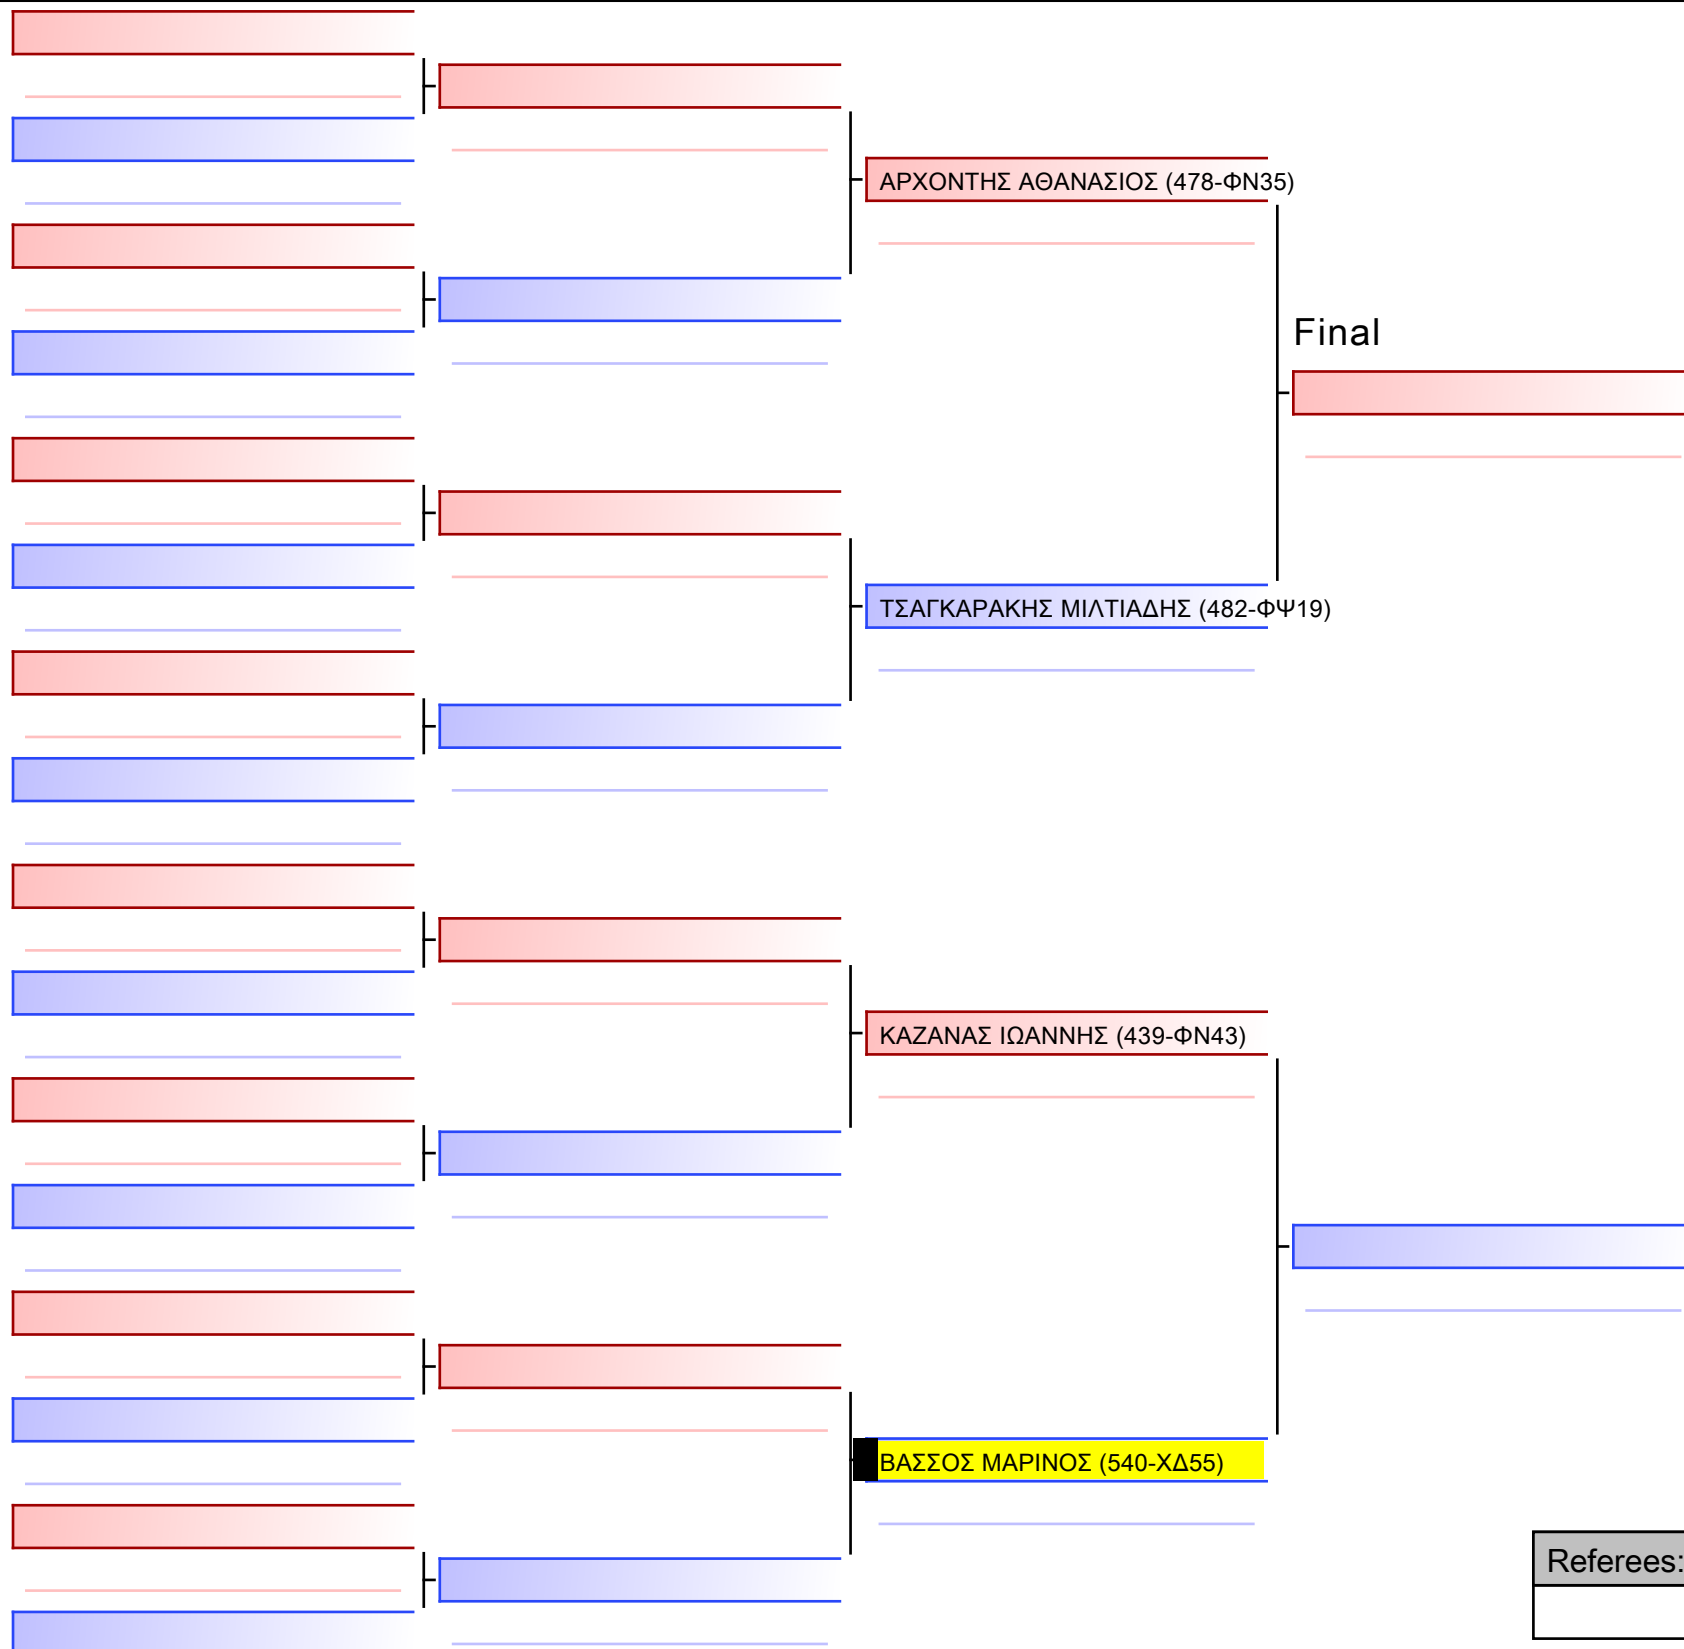 ΑΡΧΟΝΤΗΣ ΑΘΑΝΑΣΙΟΣ (478-ΦΝ35)
Final
ΤΣΑΓΚΑΡΑΚΗΣ ΜΙΛΤΙΑΔΗΣ (482-ΦΨ19)
ΚΑΖΑΝΑΣ ΙΩΑΝΝΗΣ (439-ΦΝ43)
ΒΑΣΣΟΣ ΜΑΡΙΝΟΣ (540-ΧΔ55)
Referees: